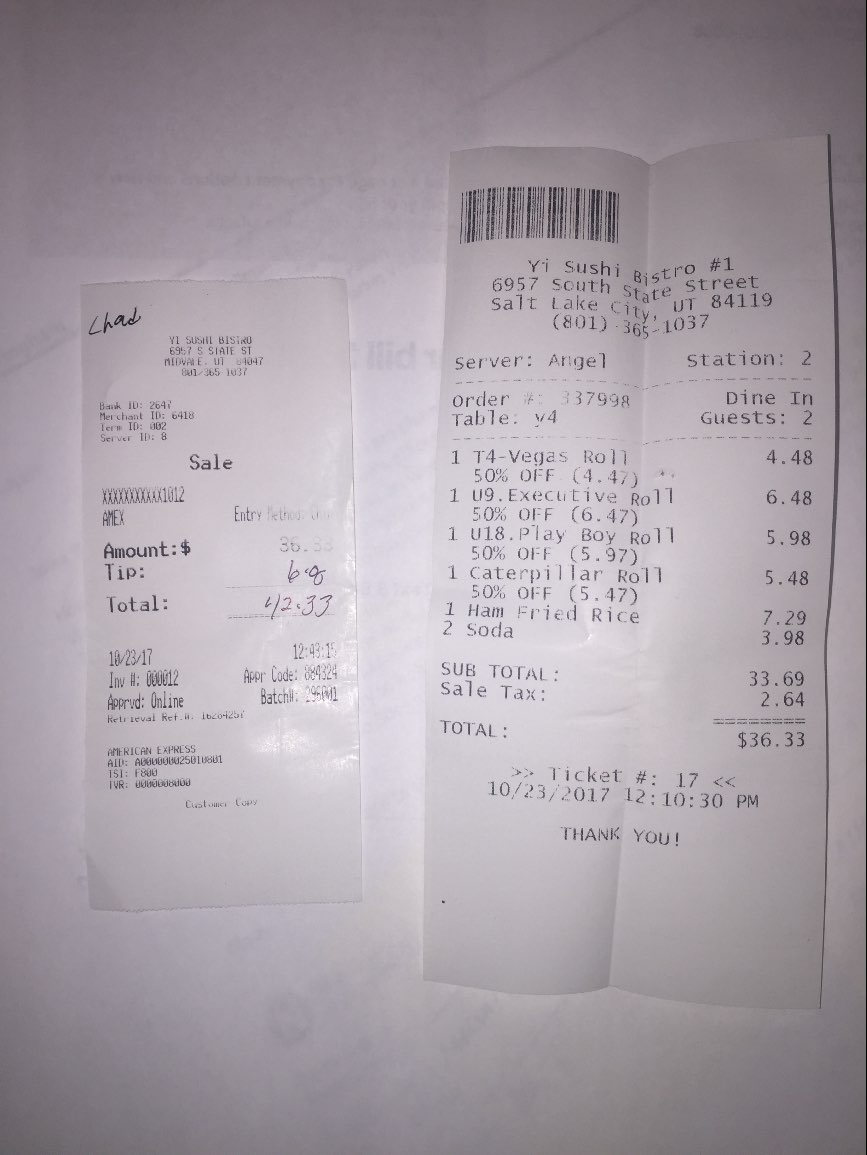 Chad
YI SUSHI BISTRO
6957 S STATE ST
MIDVALE, UT 84047
801-365-1037
Bank ID: 2647
Merchant ID: 6418
Term ID: 002
Server ID: 8
Sale
XXXXXXXXXXX1012
AMEX Entry Method:
Amount:$ 36.33
Tip:
Total: 42.33
10/23/17 12:49:15
Inv #: 000012 Appr Code: 884324
Apprvd: Online Batch#: 296001
Retrieval Ref.#:
AMERICAN EXPRESS
AID: A000000025010801
TSI: F800
TVR: 0000008000
Customer Copy
Yi Sushi Bistro #1
6957 South State Street
Salt Lake City, UT 84119
(801) 365-1037
Server: Angel Station: 2
Order #: 337998 Dine In
Table: y4 Guests: 2
1 T4-Vegas Roll 4.48
50% OFF (4.47)
1 U9.Executive Roll 6.48
50% OFF (6.47)
1 U18.Play Boy Roll 5.98
50% OFF (5.97)
1 Caterpillar Roll 5.48
50% OFF (5.47)
1 Ham Fried Rice 7.29
2 Soda 3.98
SUB TOTAL: 33.69
Sale Tax: 2.64
TOTAL: $36.33
>> Ticket #: 17 <<
10/23/2017 12:10:30 PM
THANK YOU!